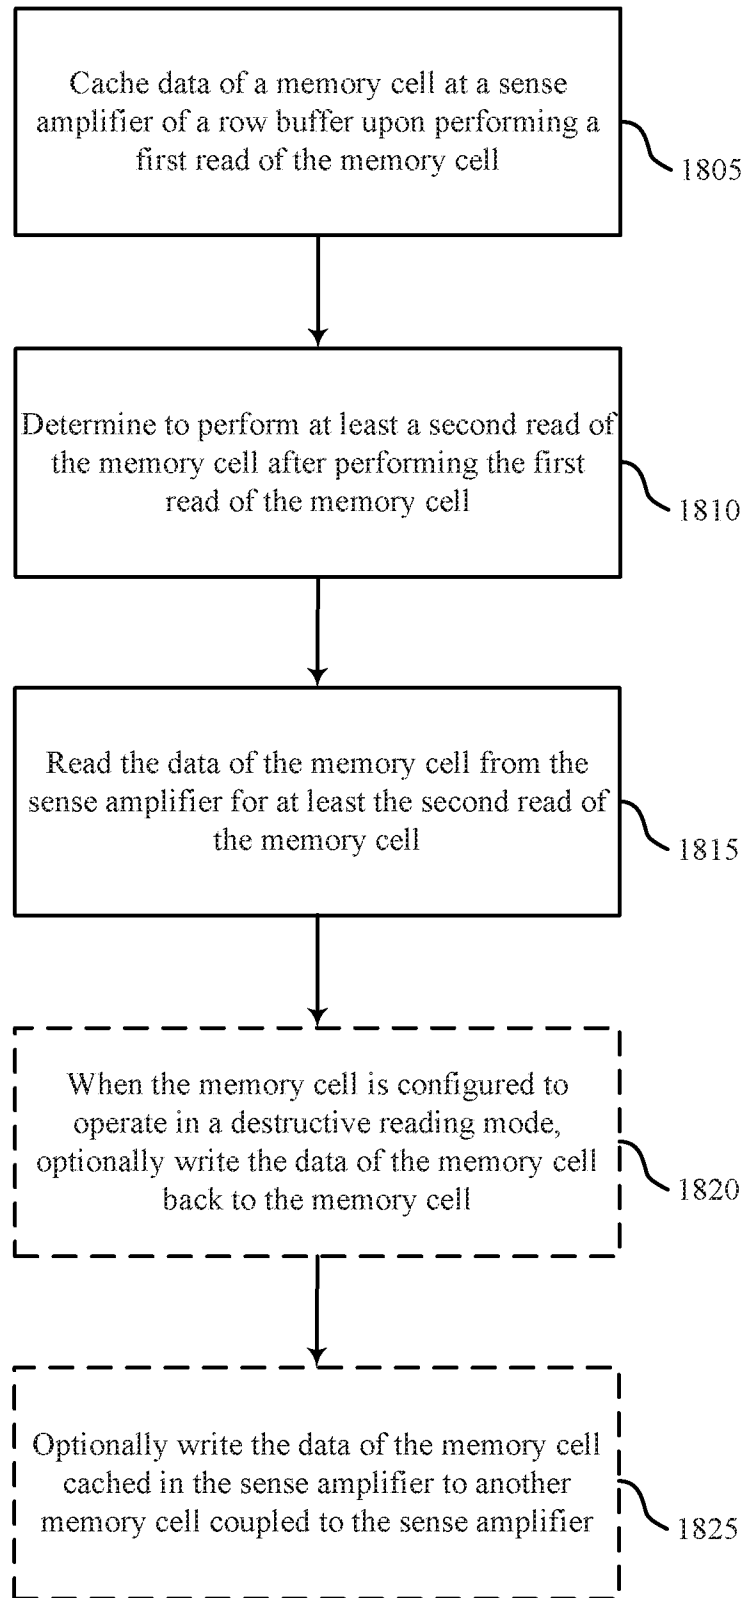 Cache data of a memory cell at a sense
amplifier of a row buffer upon performing a
first read of the memory cell
1805
Determine to perform at least a second read of
the memory cell after performing the first
read of the memory cell
1810
Read the data of the memory cell from the
sense amplifier for at least the second read of
the memory cell
1815
When the memory cell is configured to
operate in a destructive reading mode,
optionally write the data of the memory cell
back to the memory cell
1820
Optionally write the data of the memory cell
cached in the sense amplifier to another
memory cell coupled to the sense amplifier
1825